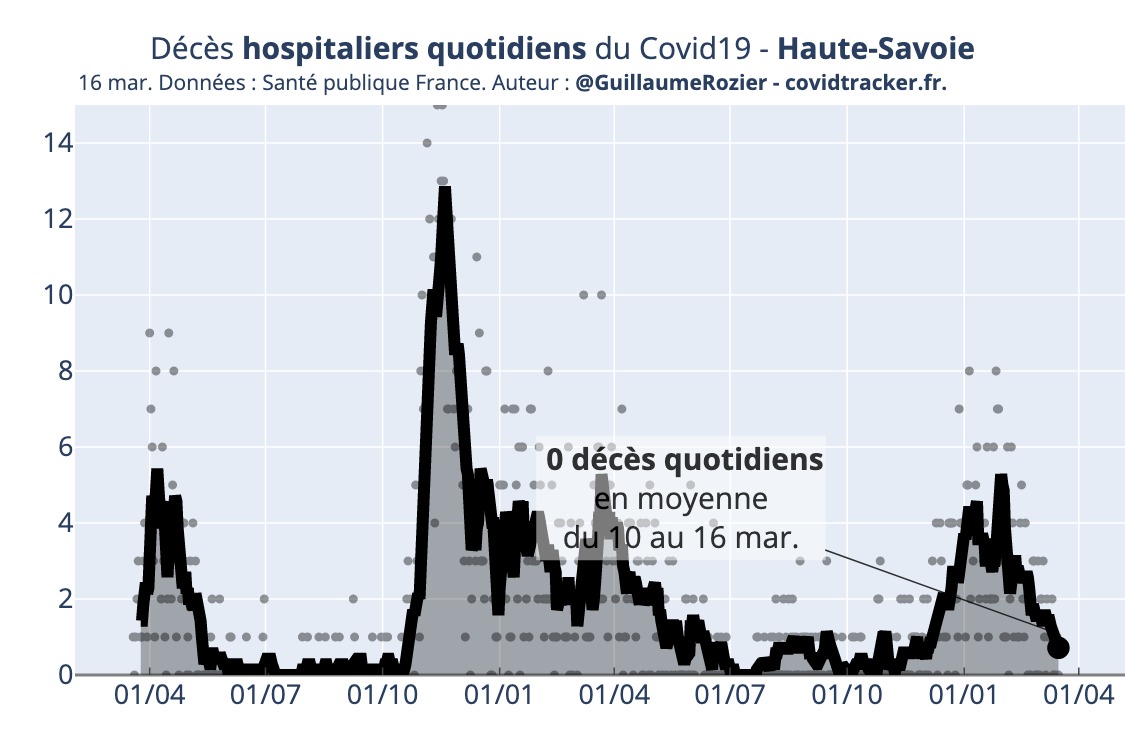 Décès hospitaliers quotidiens du Covid19 - Haute-Savoie
16 mar. Données : Santé publique France. Auteur : @GuillaumeRozier - covidtracker.fr.
14
12
10
8
6
4
2
0
0 décès quotidiens
en moyenne
du 10 au 16 mar.
01/04 01/07 01/10 01/01 01/04 01/07 01/10 01/01 01/04